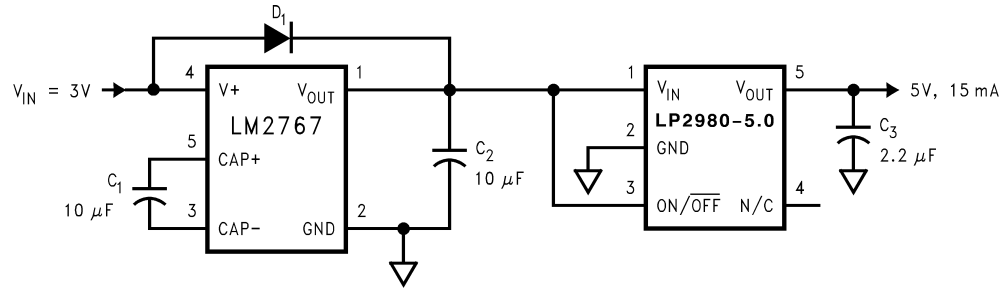 D1
VIN = 3V
4
V+
VOUT
1
LM2767
5
CAP+
C1
10 μF
3
CAP−
GND
2
C2
10 μF
1
VIN
VOUT
5
LP2980-5.0
2
GND
3
ON/OFF
N/C
4
5V, 15 mA
C3
2.2 μF